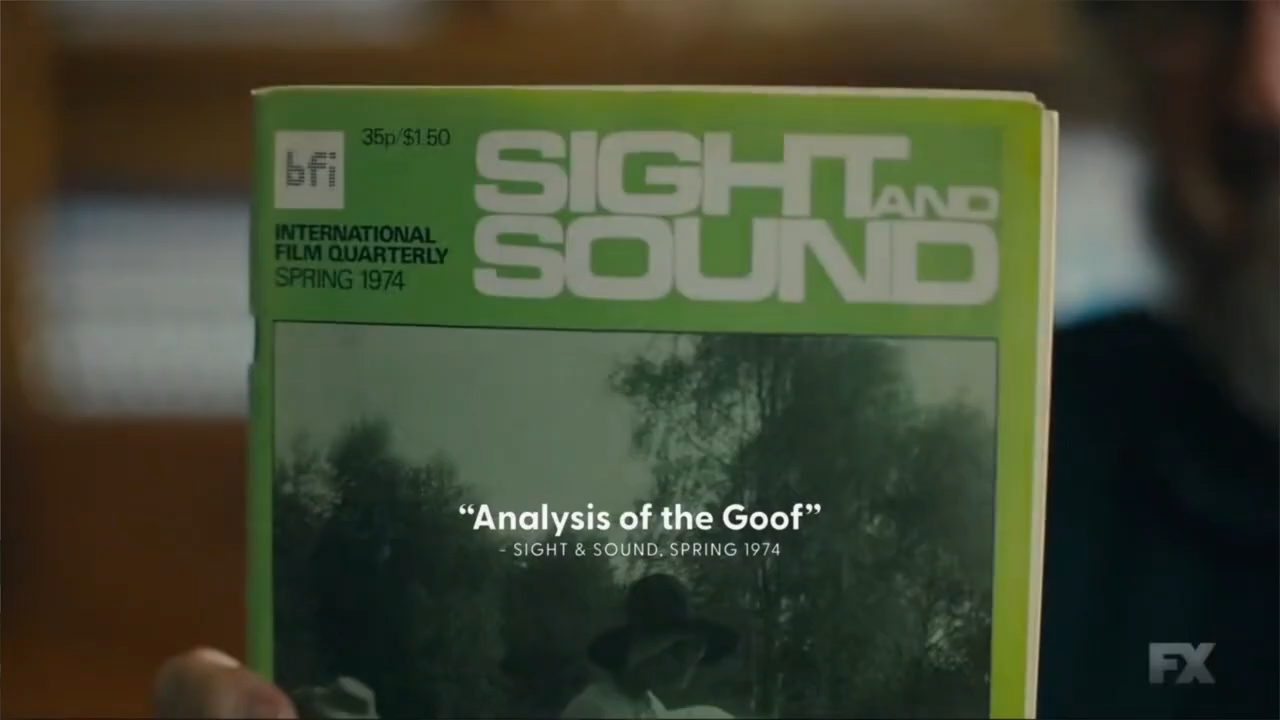 bfi
35p/$1.50
SIGHT AND
SOUND
INTERNATIONAL
FILM QUARTERLY
SPRING 1974
“Analysis of the Goof”
- SIGHT & SOUND, SPRING 1974
FX